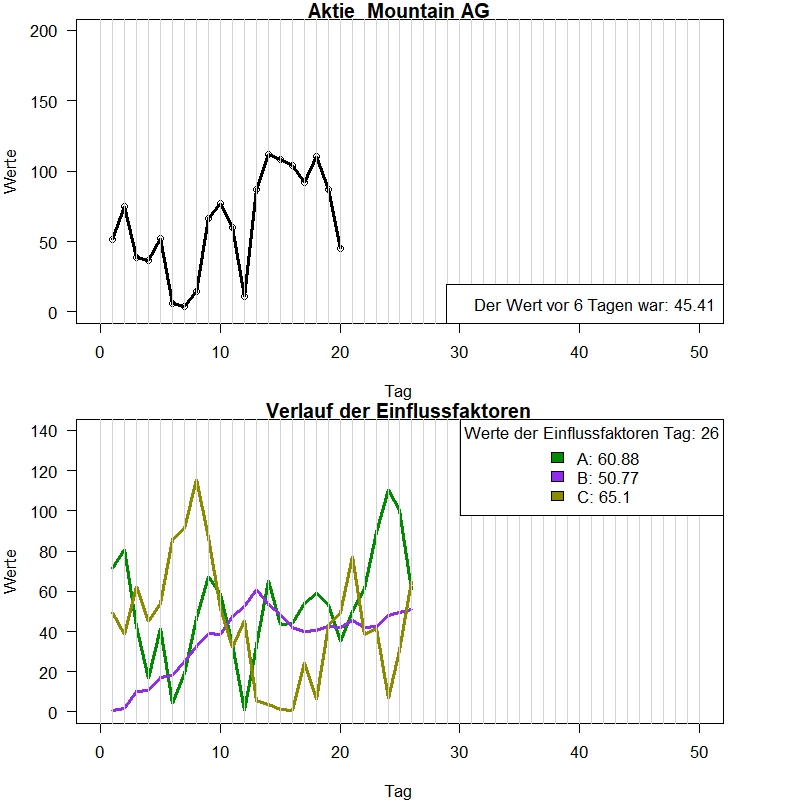 Aktie  Mountain AG
Werte
200
150
100
50
0
Der Wert vor 6 Tagen war: 45.41
0 10 20 30 40 50
Tag
Verlauf der Einflussfaktoren
Werte
140
120
100
80
60
40
20
0
Werte der Einflussfaktoren Tag: 26
A: 60.88
B: 50.77
C: 65.1
0 10 20 30 40 50
Tag